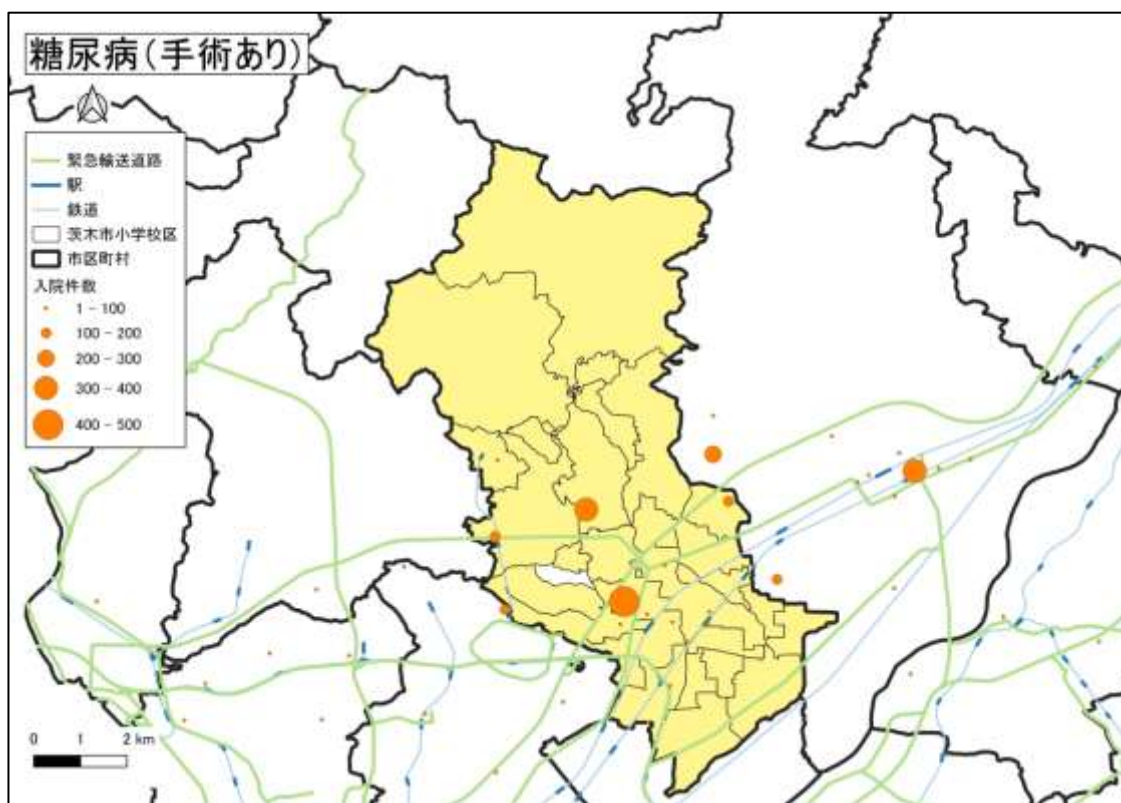 糖尿病(手術あり)
緊急輸送道路
駅
鉄道
茨木市小学校区
市区町村
入院件数
1 - 100
100 - 200
200 - 300
300 - 400
400 - 500
0 1 2 km